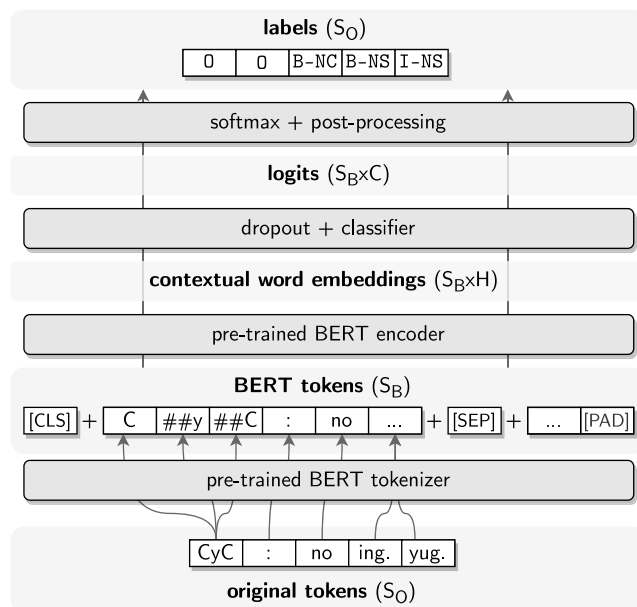 labels (S_O)
O O B-NC B-NS I-NS
softmax + post-processing
logits (S_BxC)
dropout + classifier
contextual word embeddings (S_BxH)
pre-trained BERT encoder
BERT tokens (S_B)
[CLS] + C ##y ##C : no ... + [SEP] + ... [PAD]
pre-trained BERT tokenizer
CyC : no ing. yug.
original tokens (S_O)